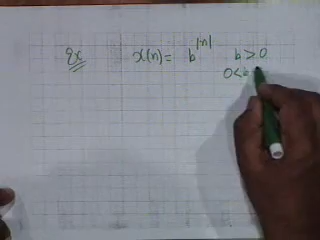 Ex x(n) = b^|n| b > 0
0 < b